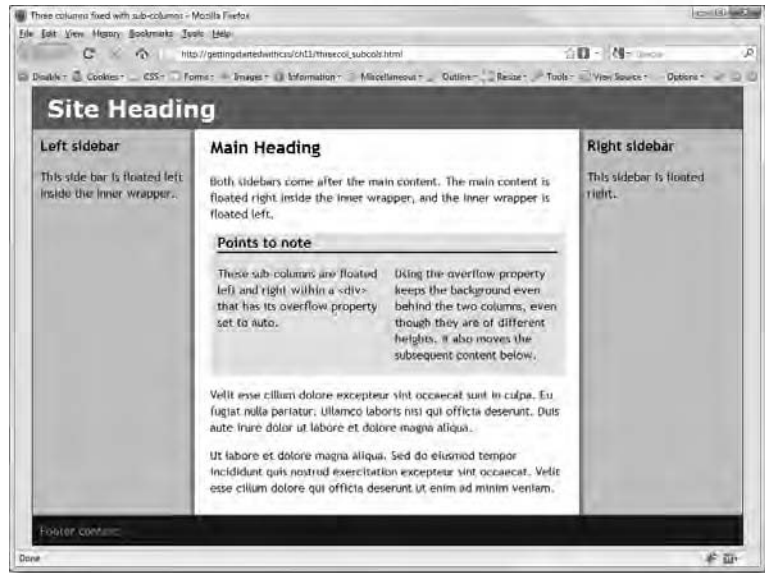 Three columns fixed with sub-columns - Mozilla Firefox
File Edit View History Bookmarks Tools Help
http://gettingstartedwithcss/ch11/threecol_subcols.html
Disable Cookies CSS Forms Images Information Miscellaneous Outline Resize Tools View Source Options
Site Heading
Left sidebar
This side bar is floated left
inside the inner wrapper.
Main Heading
Both sidebars come after the main content. The main content is
floated right inside the inner wrapper, and the inner wrapper is
floated left.
Points to note
These sub-columns are floated
left and right within a <div>
that has its overflow property
set to auto.
Using the overflow property
keeps the background even
behind the two columns, even
though they are of different
heights. It also moves the
subsequent content below.
Velit esse cillum dolore excepteur sint occaecat sunt in culpa. Eu
fugiat nulla pariatur. Ullamco laboris nisi qui officia deserunt. Duis
aute irure dolor ut labore et dolore magna aliqua.
Ut labore et dolore magna aliqua. Sed do eiusmod tempor
incididunt quis nostrud exercitation excepteur sint occaecat. Velit
esse cillum dolore qui officia deserunt ut enim ad minim veniam.
Right sidebar
This sidebar is floated
right.
Footer content
Done